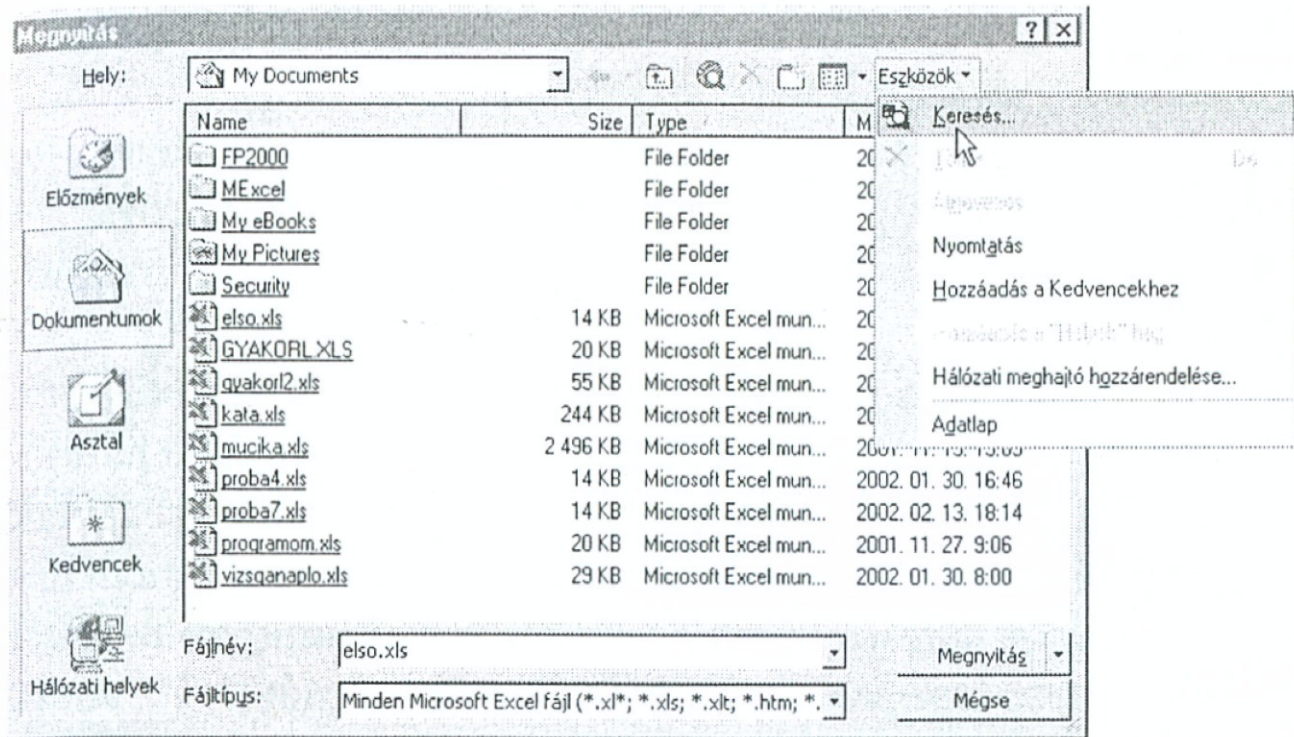 Megnyitás
Hely:
My Documents
Eszközök
Előzmények
Dokumentumok
Asztal
Kedvencek
Hálózati helyek
Name Size Type M
FP2000 File Folder 20
MExcel File Folder 20
My eBooks File Folder 20
My Pictures File Folder 20
Security File Folder 20
elso.xls 14 KB Microsoft Excel mun... 20
GYAKORL.XLS 20 KB Microsoft Excel mun... 20
gyakorl2.xls 55 KB Microsoft Excel mun... 20
kata.xls 244 KB Microsoft Excel mun... 20
mucika.xls 2 496 KB Microsoft Excel mun...
proba4.xls 14 KB Microsoft Excel mun... 2002. 01. 30. 16:46
proba7.xls 14 KB Microsoft Excel mun... 2002. 02. 13. 18:14
programom.xls 20 KB Microsoft Excel mun... 2001. 11. 27. 9:06
vizsganaplo.xls 29 KB Microsoft Excel mun... 2002. 01. 30. 8:00
Keresés...
Nyomtatás
Hozzáadás a Kedvencekhez
Hálózati meghajtó hozzárendelése...
Adatlap
Fájlnév:
elso.xls
Megnyitás
Fájltípus:
Minden Microsoft Excel fájl (*.xl*; *.xls; *.xlt; *.htm; *.
Mégse